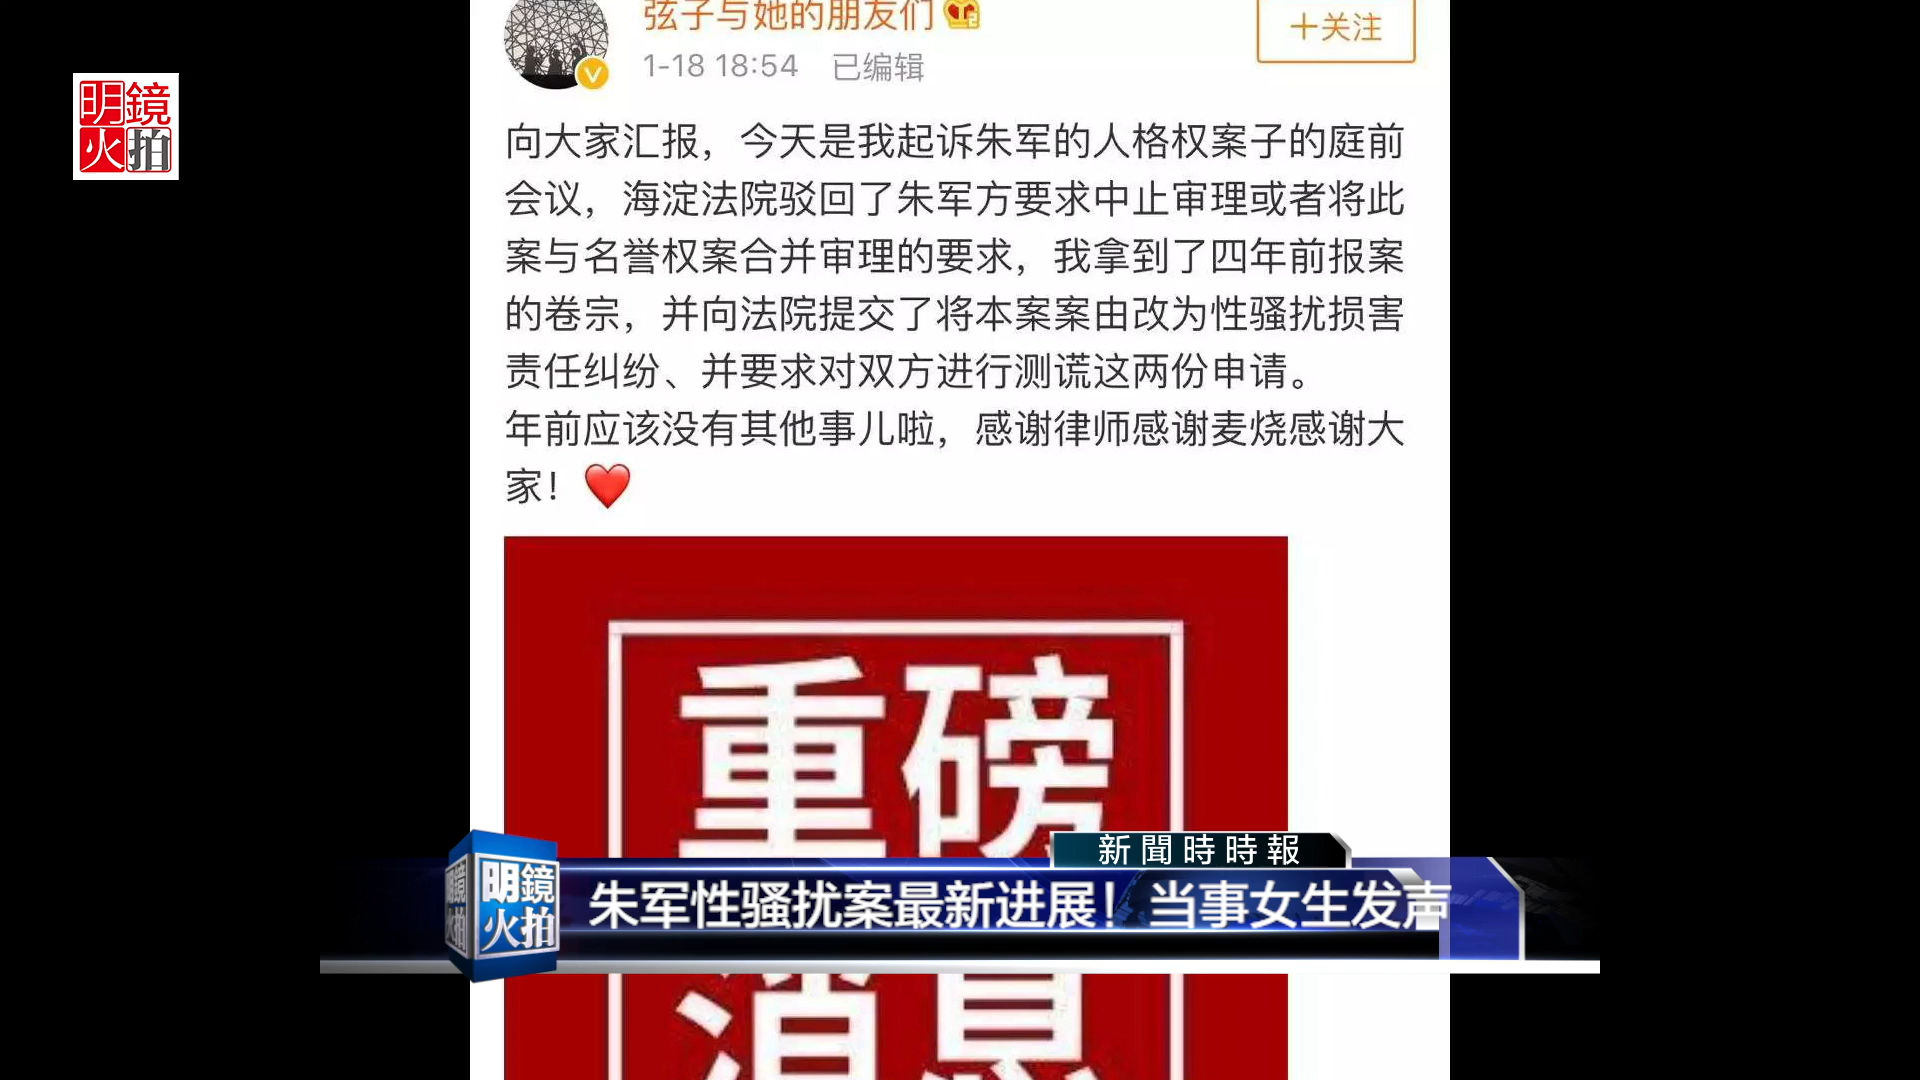 弦子与她的朋友们
1-18 18:54 已编辑
+关注
明鏡
火拍
向大家汇报，今天是我起诉朱军的人格权案子的庭前
会议，海淀法院驳回了朱军方要求中止审理或者将此
案与名誉权案合并审理的要求，我拿到了四年前报案
的卷宗，并向法院提交了将本案案由改为性骚扰损害
责任纠纷、并要求对双方进行测谎这两份申请。
年前应该没有其他事儿啦，感谢律师感谢麦烧感谢大
家！❤️
重磅
新聞時時報
明鏡
火拍
明鏡
火拍
朱军性骚扰案最新进展！当事女生发声
消息